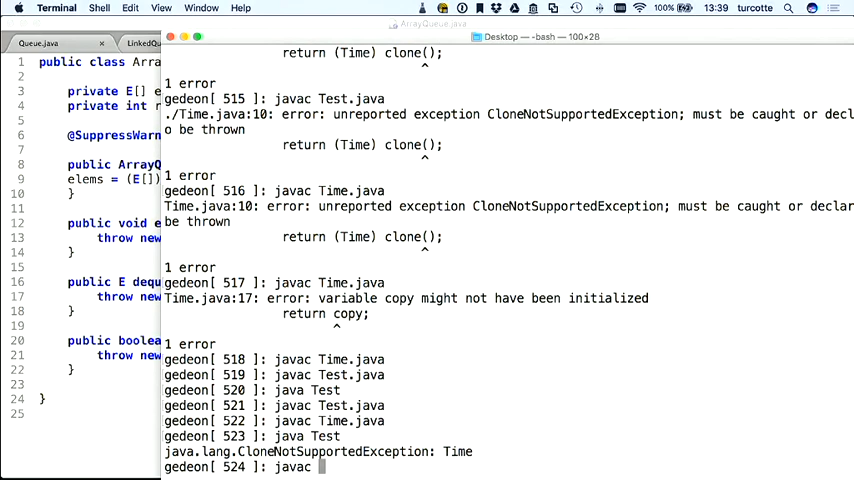 Terminal Shell Edit View Window Help 100% 13:39 turcotte
ArrayQueue.java
Queue.java × LinkedQu
Desktop — -bash — 100×28
1 public class Arra
2
3 private E[] e
4 private int r
5
6 @SuppressWarn
7
8 public ArrayQ
9 elems = (E[])
10 }
11
12 public void e
13 throw new
14 }
15
16 public E dequ
17 throw new
18 }
19
20 public boolea
21 throw new
22 }
23
24 }
25
return (Time) clone();
^
1 error
gedeon[ 515 ]: javac Test.java
./Time.java:10: error: unreported exception CloneNotSupportedException; must be caught or decl
o be thrown
return (Time) clone();
^
1 error
gedeon[ 516 ]: javac Time.java
Time.java:10: error: unreported exception CloneNotSupportedException; must be caught or declar
be thrown
return (Time) clone();
^
1 error
gedeon[ 517 ]: javac Time.java
Time.java:17: error: variable copy might not have been initialized
return copy;
^
1 error
gedeon[ 518 ]: javac Time.java
gedeon[ 519 ]: javac Test.java
gedeon[ 520 ]: java Test
gedeon[ 521 ]: javac Test.java
gedeon[ 522 ]: javac Time.java
gedeon[ 523 ]: java Test
java.lang.CloneNotSupportedException: Time
gedeon[ 524 ]: javac